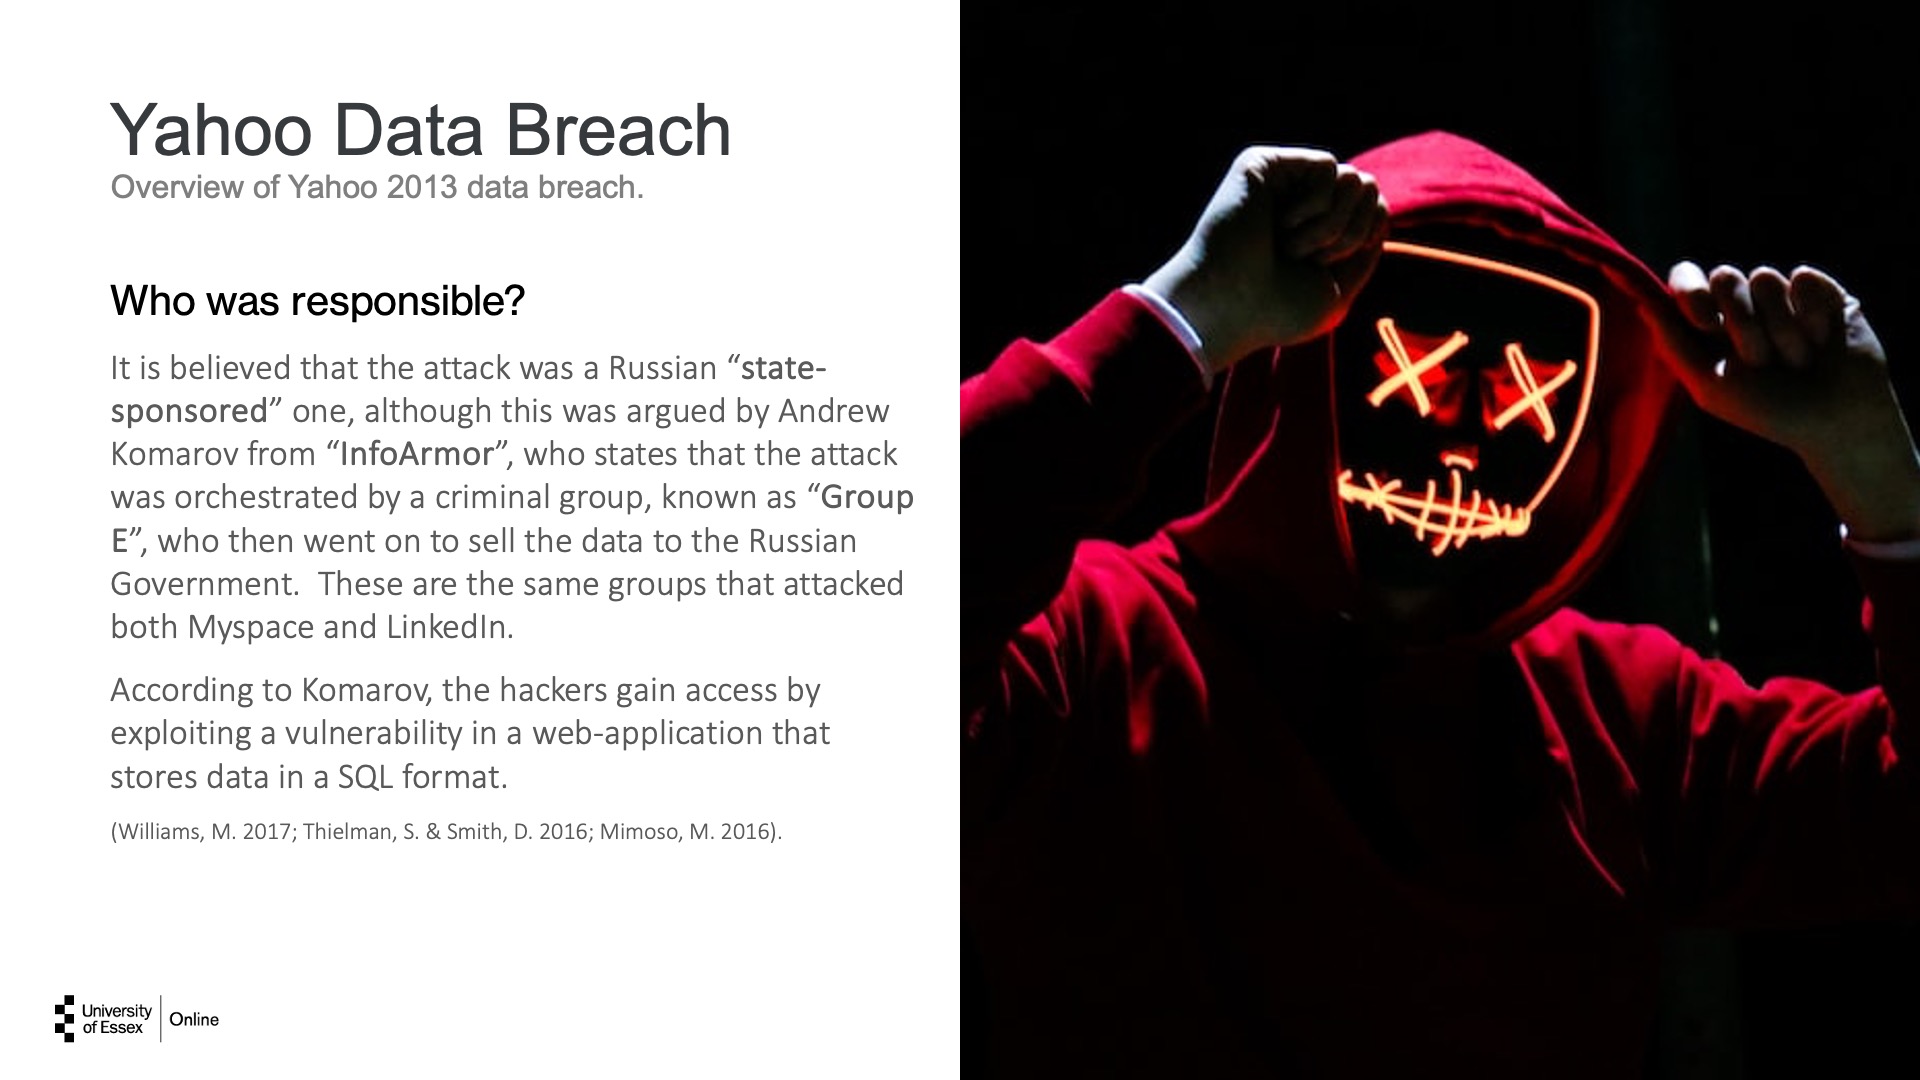 Yahoo Data Breach
Overview of Yahoo 2013 data breach.
Who was responsible?
It is believed that the attack was a Russian “state-
sponsored” one, although this was argued by Andrew
Komarov from “InfoArmor”, who states that the attack
was orchestrated by a criminal group, known as “Group
E”, who then went on to sell the data to the Russian
Government.  These are the same groups that attacked
both Myspace and LinkedIn.
According to Komarov, the hackers gain access by
exploiting a vulnerability in a web-application that
stores data in a SQL format.
(Williams, M. 2017; Thielman, S. & Smith, D. 2016; Mimoso, M. 2016).
University
of Essex
Online